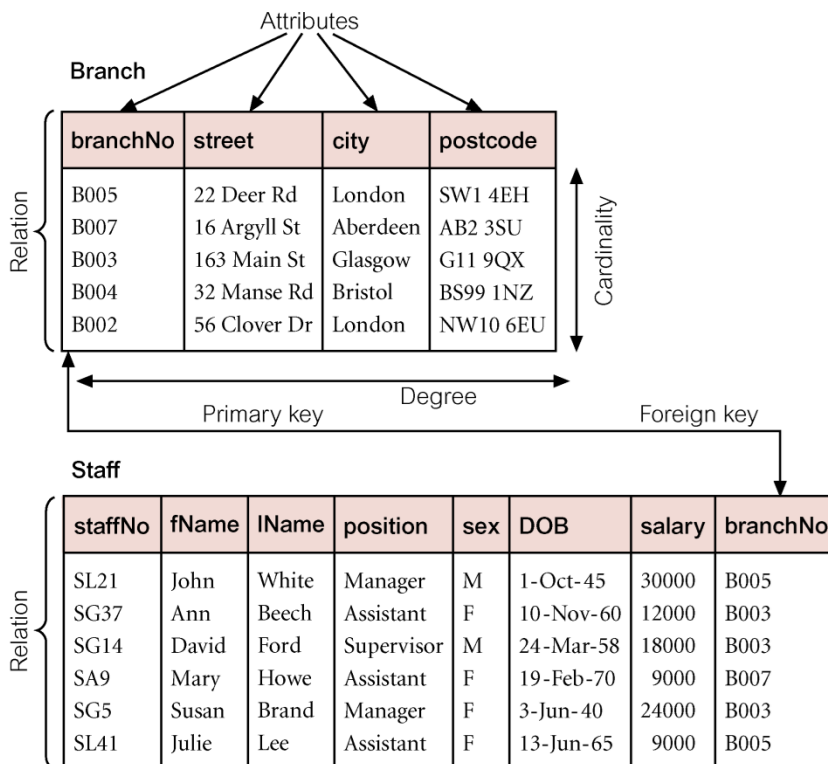 Attributes
Branch
branchNo street city postcode
B005 22 Deer Rd London SW1 4EH
B007 16 Argyll St Aberdeen AB2 3SU
B003 163 Main St Glasgow G11 9QX
B004 32 Manse Rd Bristol BS99 1NZ
B002 56 Clover Dr London NW10 6EU
Relation
Cardinality
Degree
Primary key Foreign key
Staff
staffNo fName lName position sex DOB salary branchNo
SL21 John White Manager M 1-Oct-45 30000 B005
SG37 Ann Beech Assistant F 10-Nov-60 12000 B003
SG14 David Ford Supervisor M 24-Mar-58 18000 B003
SA9 Mary Howe Assistant F 19-Feb-70 9000 B007
SG5 Susan Brand Manager F 3-Jun-40 24000 B003
SL41 Julie Lee Assistant F 13-Jun-65 9000 B005
Relation